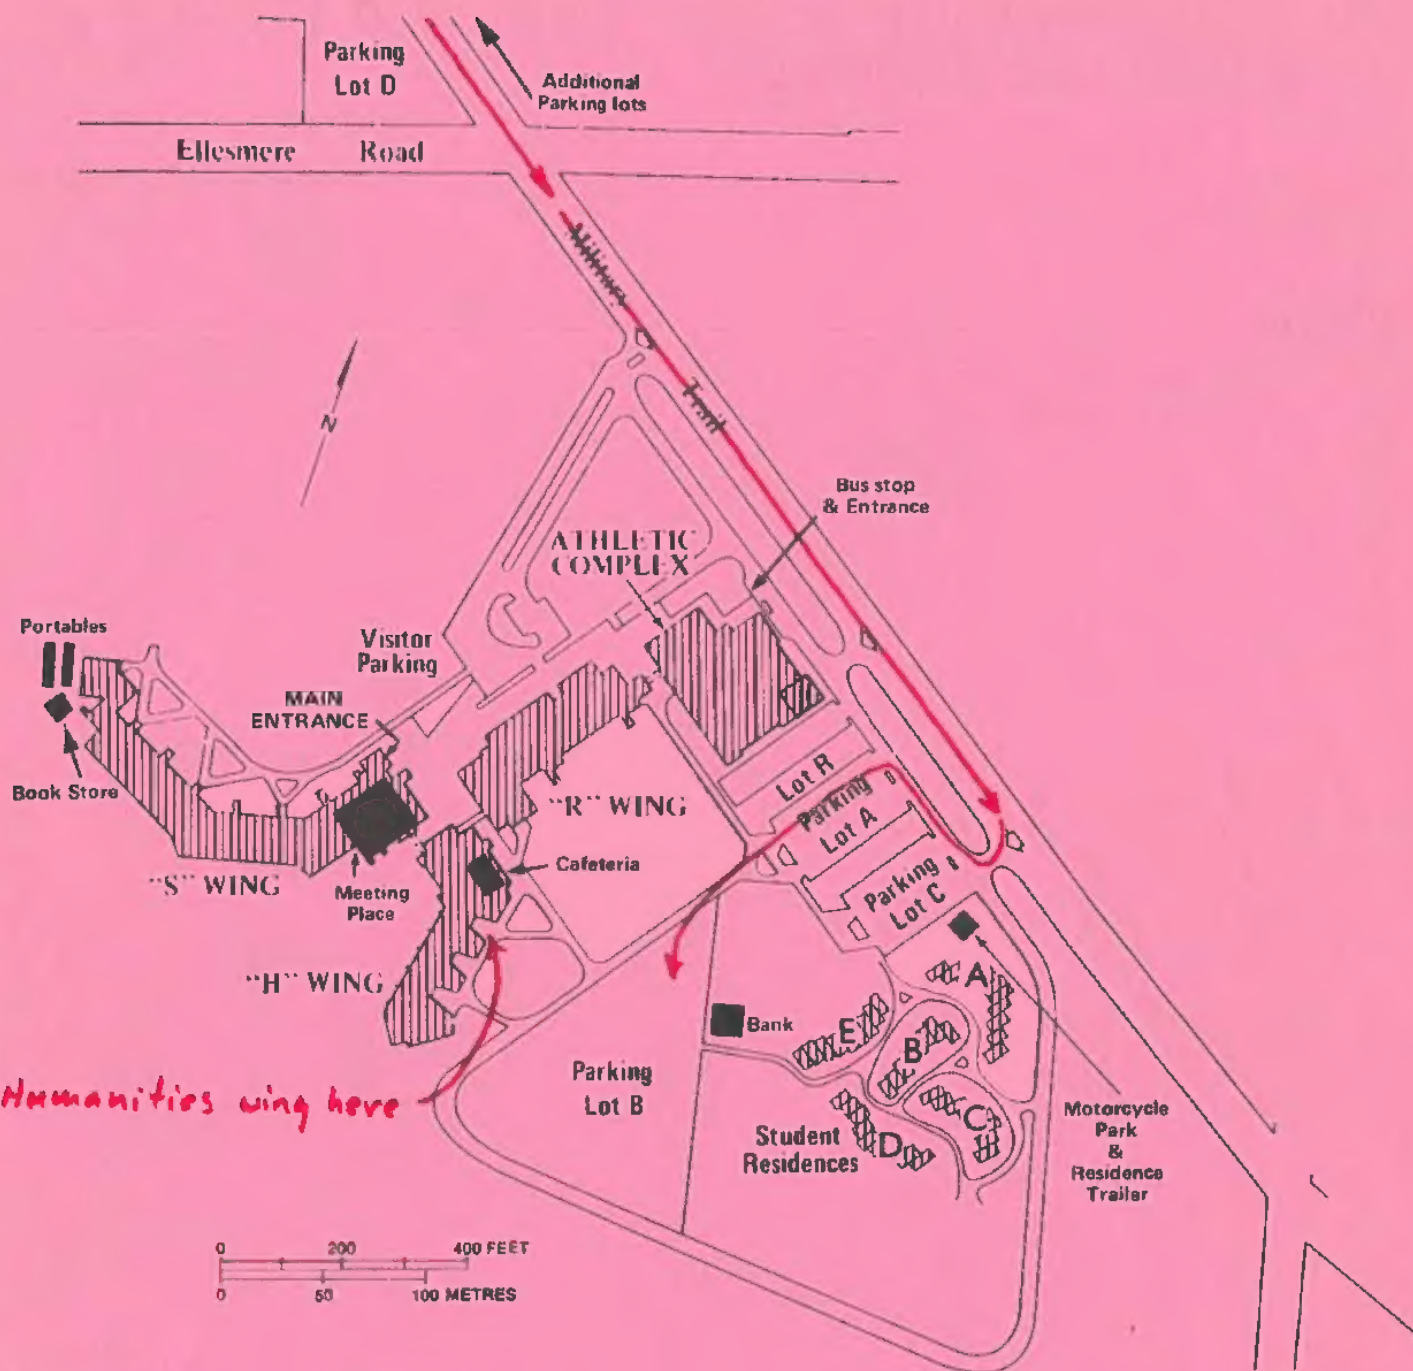 Parking
Lot D
Additional
Parking lots
Ellesmere Road
Military
Trail
N
Bus stop
& Entrance
ATHLETIC
COMPLEX
Portables
Visitor
Parking
MAIN
ENTRANCE
Book Store
Lot R
"R" WING
Parking
Lot A
Cafeteria
"S" WING
Meeting
Place
Parking
Lot C
"H" WING
A
Bank
E
B
Humanities wing here
Parking
Lot B
C
Motorcycle
Park
&
Residence
Trailer
Student
Residences
D
0 200 400 FEET
0 50 100 METRES